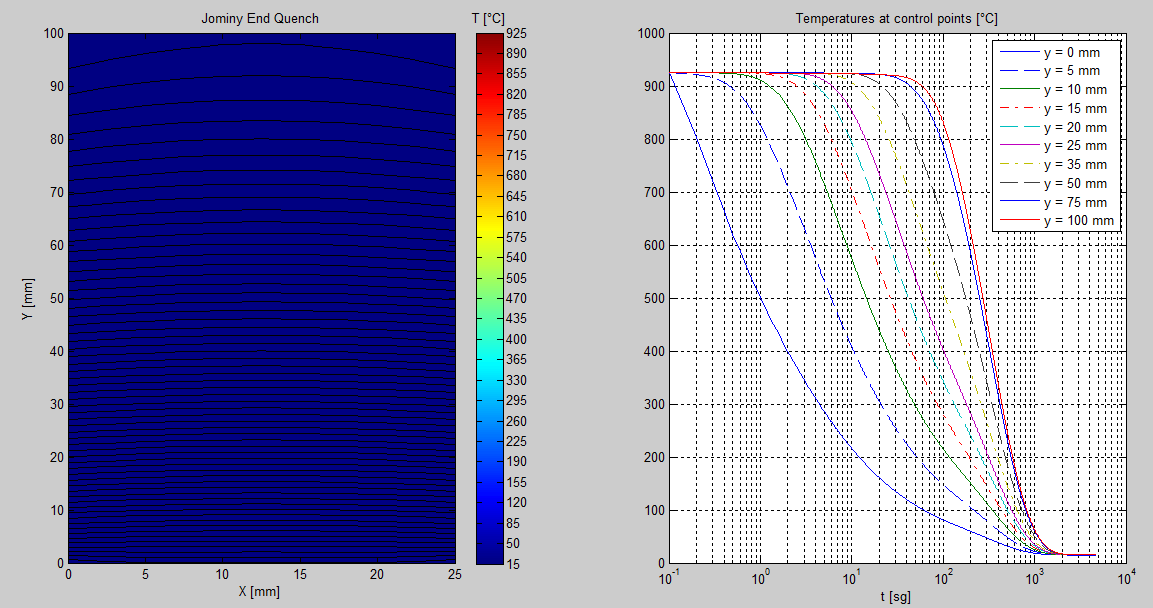 Jominy End Quench
T [°C]
Y [mm]
100
90
80
70
60
50
40
30
20
10
0
0 5 10 15 20 25
X [mm]
925
890
855
820
785
750
715
680
645
610
575
540
505
470
435
400
365
330
295
260
225
190
155
120
85
50
15
Temperatures at control points [°C]
1000
900
800
700
600
500
400
300
200
100
0
10^-1 10^0 10^1 10^2 10^3 10^4
t [sg]
y = 0 mm
y = 5 mm
y = 10 mm
y = 15 mm
y = 20 mm
y = 25 mm
y = 35 mm
y = 50 mm
y = 75 mm
y = 100 mm